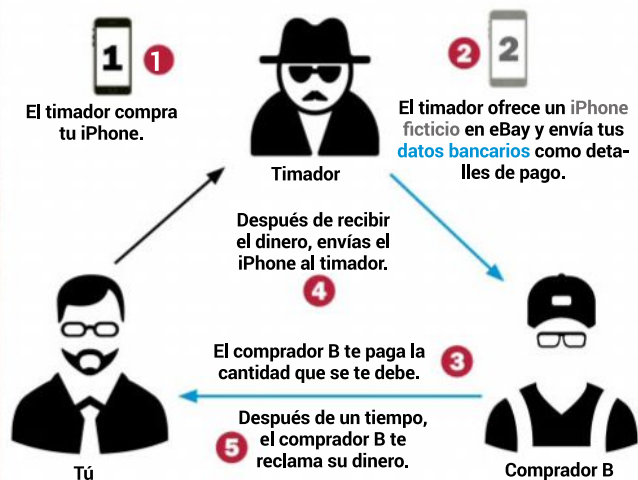 1
1
El timador compra
tu iPhone.
Timador
2
2
El timador ofrece un iPhone
ficticio en eBay y envía tus
datos bancarios como deta-
lles de pago.
Después de recibir
el dinero, envías el
iPhone al timador.
4
El comprador B te paga la
cantidad que se te debe.
3
5
Después de un tiempo,
el comprador B te
reclama su dinero.
Tú
Comprador B